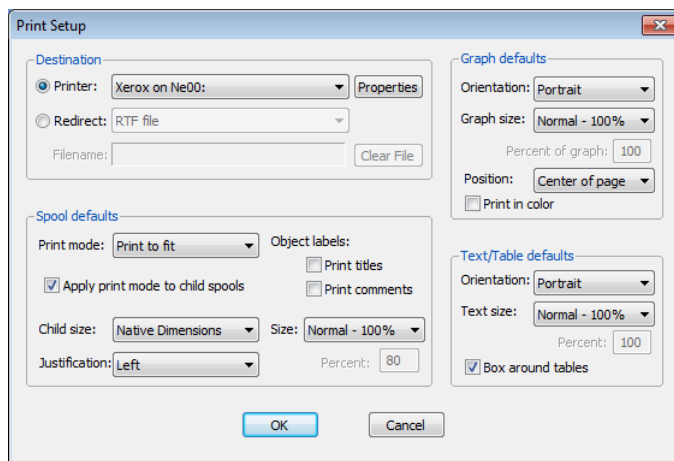 Print Setup
Destination
Printer: Xerox on Ne00: Properties
Redirect: RTF file
Filename: Clear File
Spool defaults
Print mode: Print to fit
Apply print mode to child spools
Object labels:
Print titles
Print comments
Child size: Native Dimensions Size: Normal - 100%
Justification: Left Percent: 80
Graph defaults
Orientation: Portrait
Graph size: Normal - 100%
Percent of graph: 100
Position: Center of page
Print in color
Text/Table defaults
Orientation: Portrait
Text size: Normal - 100%
Percent: 100
Box around tables
OK Cancel